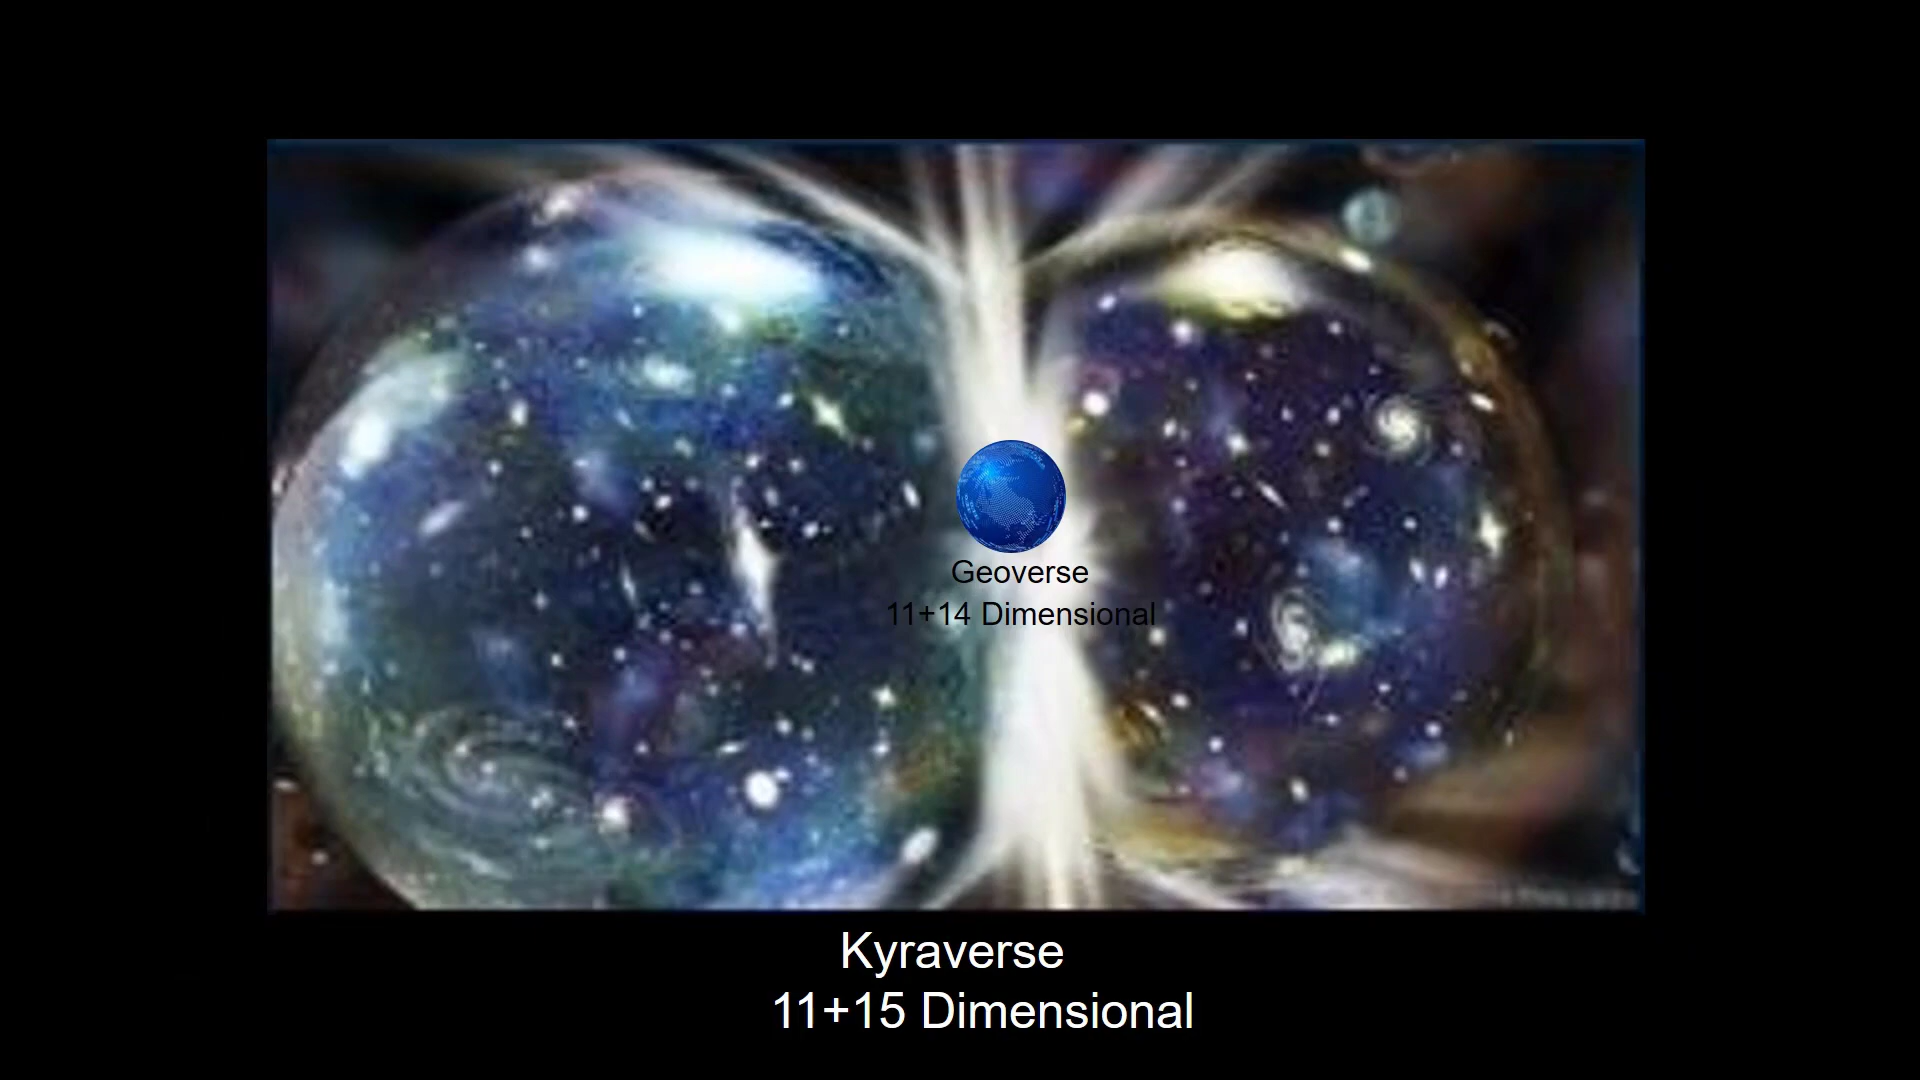 Geoverse
11+14 Dimensional
Kyraverse
11+15 Dimensional